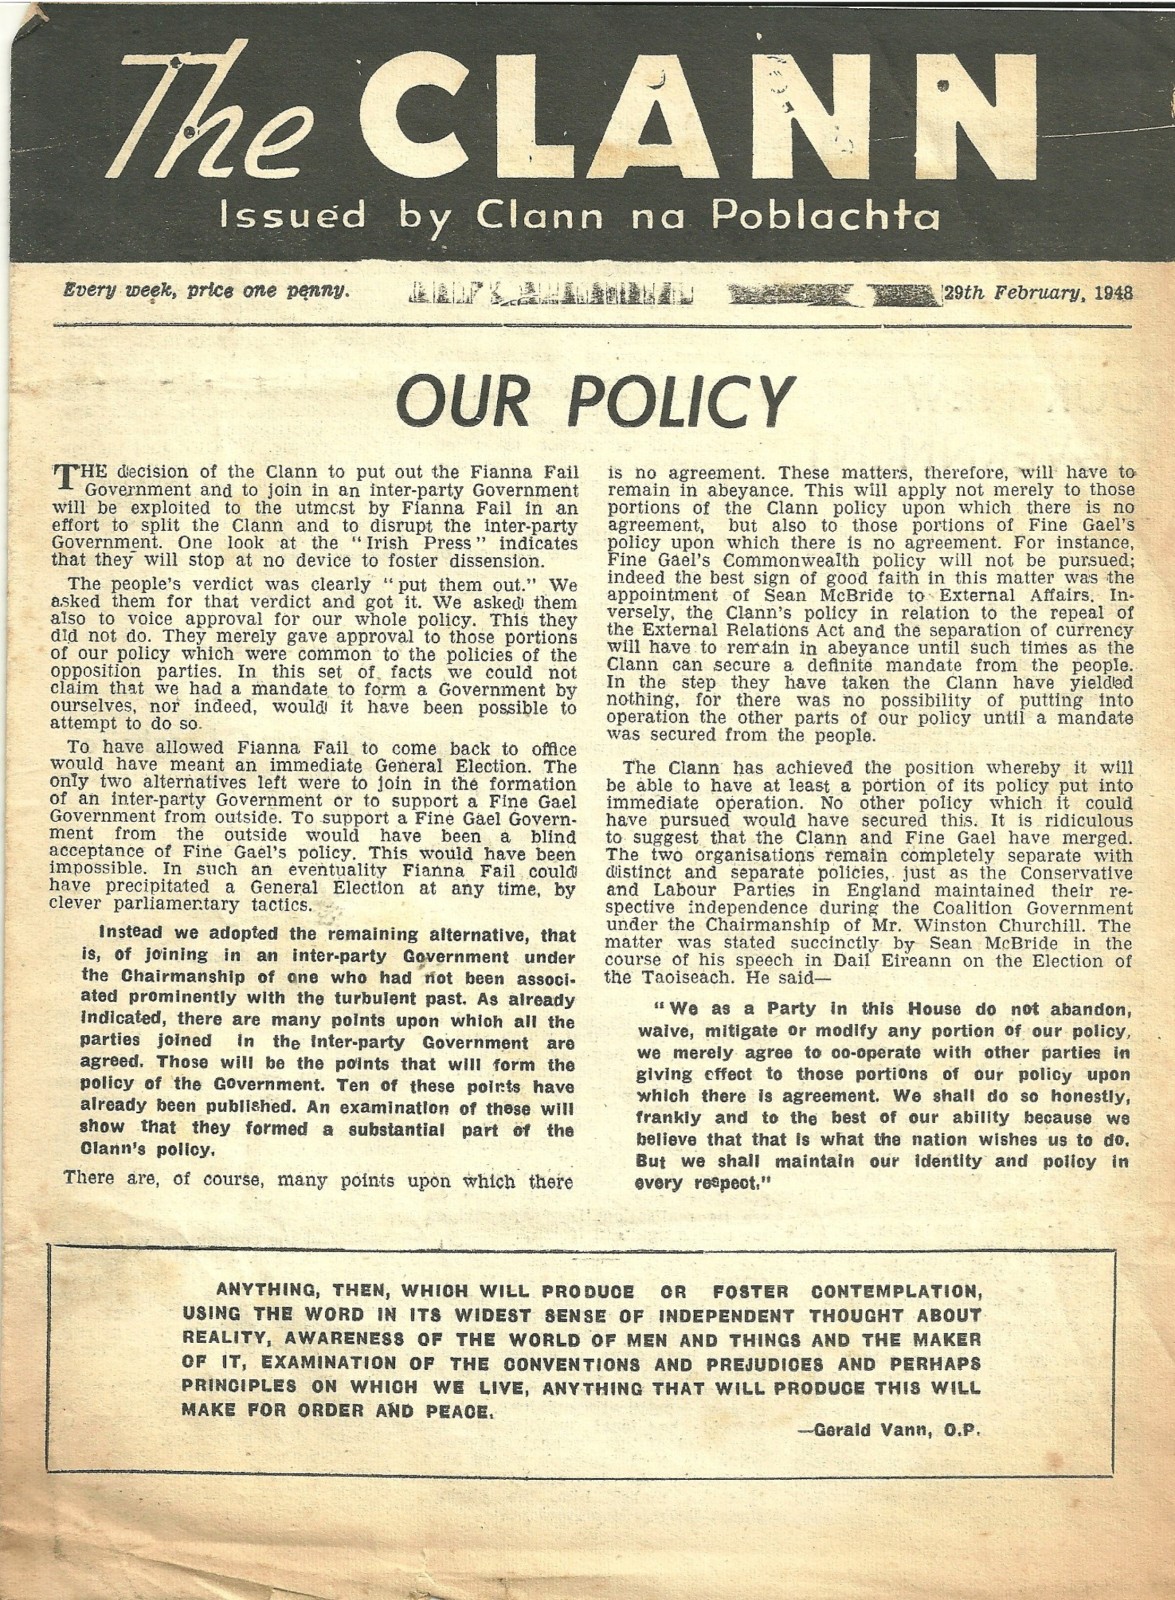 The CLANN
Issued by Clann na Poblachta
Every week, price one penny.
29th February, 1948
OUR POLICY
THE decision of the Clann to put out the Fianna Fail
Government and to join in an inter-party Government
will be exploited to the utmost by Fianna Fail in an
effort to split the Clann and to disrupt the inter-party
Government. One look at the "Irish Press" indicates
that they will stop at no device to foster dissension.
The people's verdict was clearly "put them out." We
asked them for that verdict and got it. We asked them
also to voice approval for our whole policy. This they
did not do. They merely gave approval to those portions
of our policy which were common to the policies of the
opposition parties. In this set of facts we could not
claim that we had a mandate to form a Government by
ourselves, nor indeed, would it have been possible to
attempt to do so.
To have allowed Fianna Fail to come back to office
would have meant an immediate General Election. The
only two alternatives left were to join in the formation
of an inter-party Government or to support a Fine Gael
Government from outside. To support a Fine Gael Govern-
ment from the outside would have been a blind
acceptance of Fine Gael's policy. This would have been
impossible. In such an eventuality Fianna Fail could
have precipitated a General Election at any time, by
clever parliamentary tactics.
Instead we adopted the remaining alternative, that
is, of joining in an inter-party Government under
the Chairmanship of one who had not been associ-
ated prominently with the turbulent past. As already
indicated, there are many points upon which all the
parties joined in the Inter-party Government are
agreed. Those will be the points that will form the
policy of the Government. Ten of these points have
already been published. An examination of these will
show that they formed a substantial part of the
Clann's policy.
There are, of course, many points upon which there
is no agreement. These matters, therefore, will have to
remain in abeyance. This will apply not merely to those
portions of the Clann policy upon which there is no
agreement, but also to those portions of Fine Gael's
policy upon which there is no agreement. For instance,
Fine Gael's Commonwealth policy will not be pursued;
indeed the best sign of good faith in this matter was the
appointment of Sean McBride to External Affairs. In-
versely, the Clann's policy in relation to the repeal of
the External Relations Act and the separation of currency
will have to remain in abeyance until such times as the
Clann can secure a definite mandate from the people.
In the step they have taken the Clann have yielded
nothing, for there was no possibility of putting into
operation the other parts of our policy until a mandate
was secured from the people.
The Clann has achieved the position whereby it will
be able to have at least a portion of its policy put into
immediate operation. No other policy which it could
have pursued would have secured this. It is ridiculous
to suggest that the Clann and Fine Gael have merged.
The two organisations remain completely separate with
distinct and separate policies, just as the Conservative
and Labour Parties in England maintained their re-
spective independence during the Coalition Government
under the Chairmanship of Mr. Winston Churchill. The
matter was stated succinctly by Sean McBride in the
course of his speech in Dail Eireann on the Election of
the Taoiseach. He said—
"We as a Party in this House do not abandon,
waive, mitigate or modify any portion of our policy,
we merely agree to co-operate with other parties in
giving effect to those portions of our policy upon
which there is agreement. We shall do so honestly,
frankly and to the best of our ability because we
believe that that is what the nation wishes us to do.
But we shall maintain our identity and policy in
every respect."
ANYTHING, THEN, WHICH WILL PRODUCE OR FOSTER CONTEMPLATION,
USING THE WORD IN ITS WIDEST SENSE OF INDEPENDENT THOUGHT ABOUT
REALITY, AWARENESS OF THE WORLD OF MEN AND THINGS AND THE MAKER
OF IT, EXAMINATION OF THE CONVENTIONS AND PREJUDICES AND PERHAPS
PRINCIPLES ON WHICH WE LIVE, ANYTHING THAT WILL PRODUCE THIS WILL
MAKE FOR ORDER AND PEACE.
—Gerald Vann, O.P.